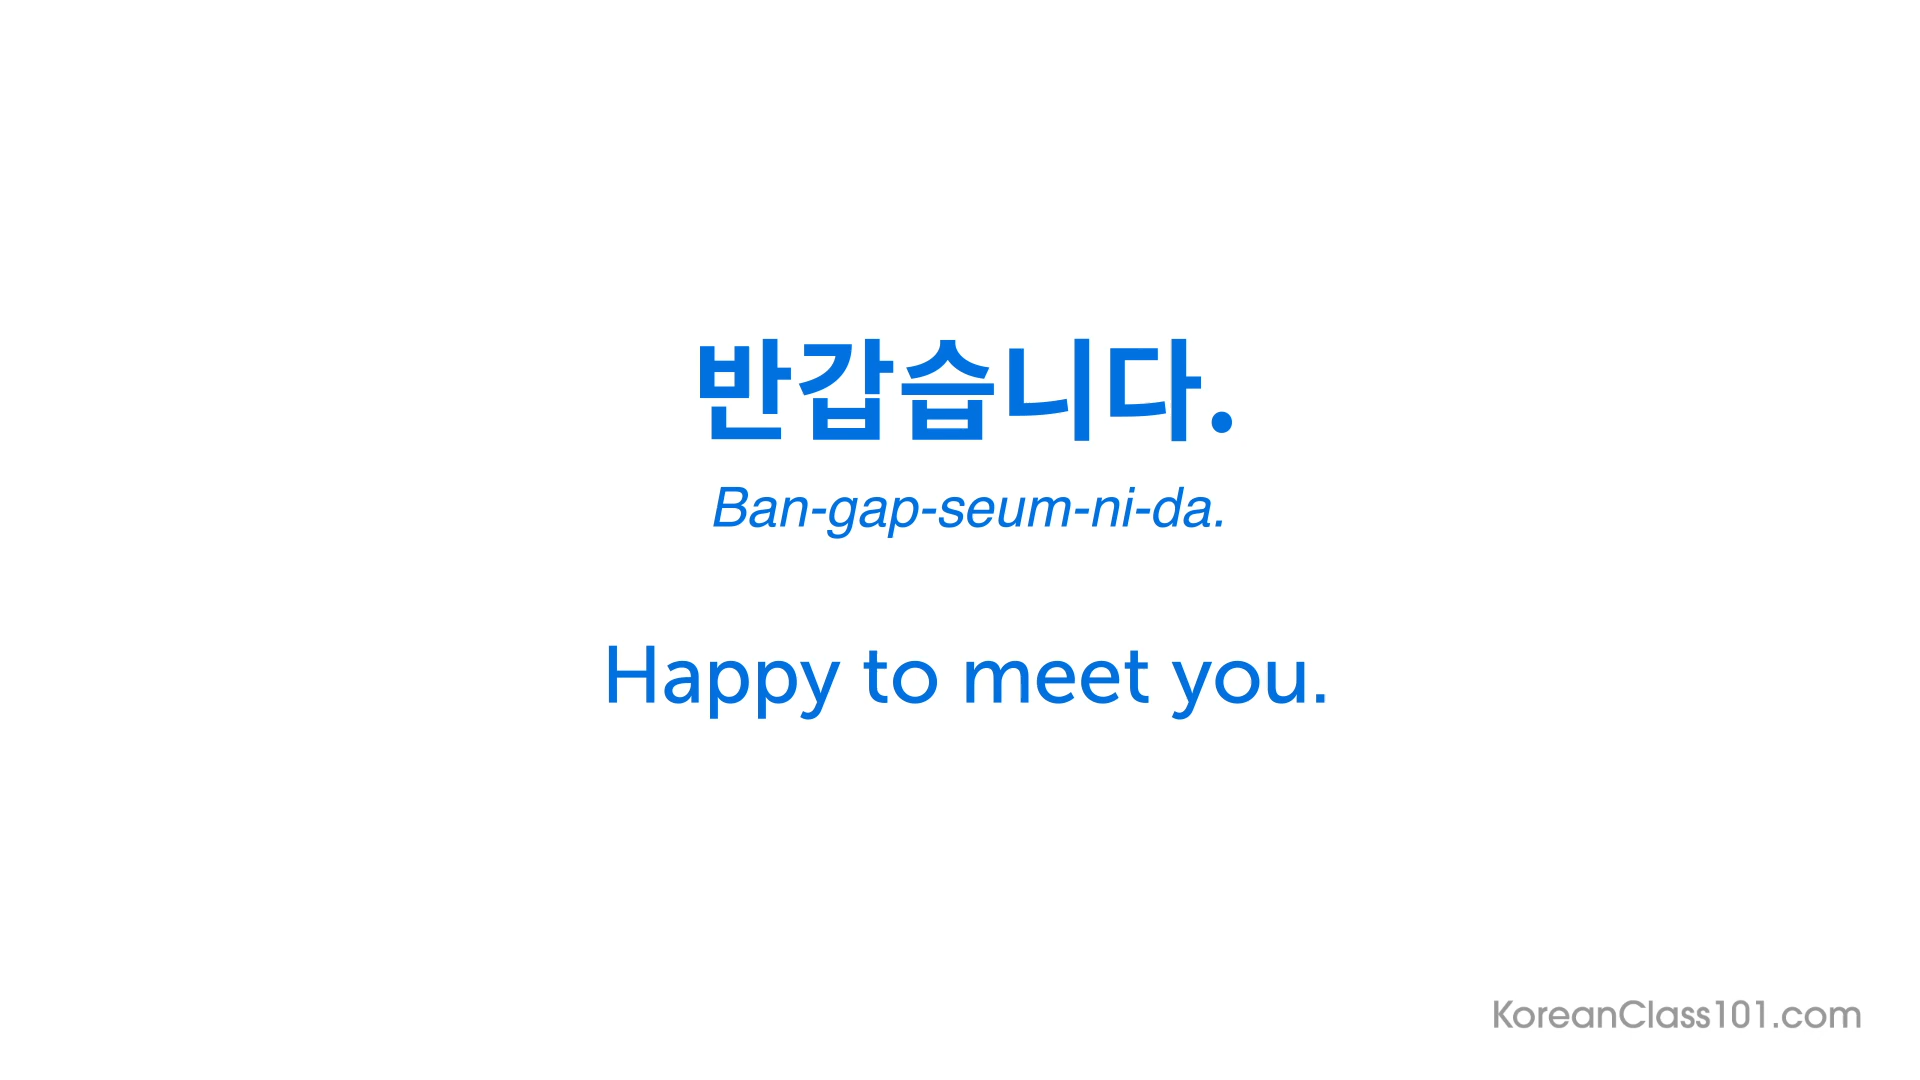 반갑습니다.
Ban-gap-seum-ni-da.
Happy to meet you.
KoreanClass101.com